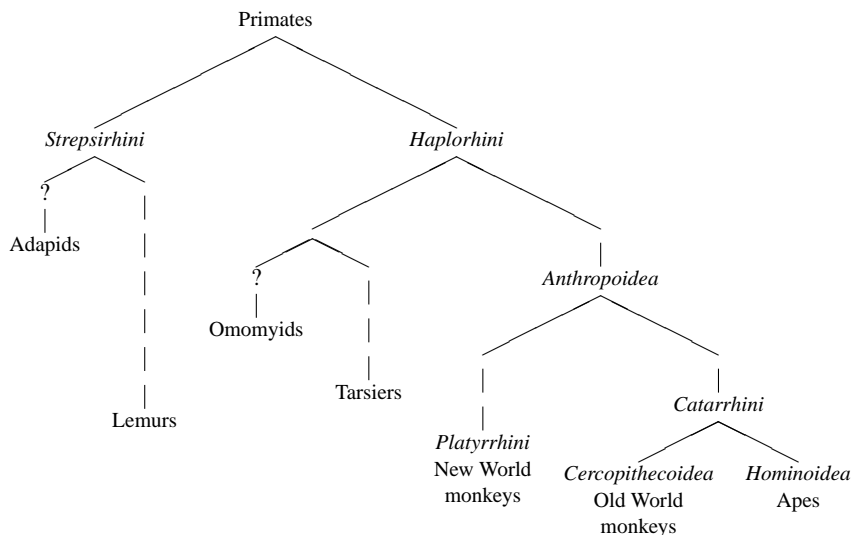 Primates
Strepsirhini
Haplorhini
?
Adapids
?
Anthropoidea
Omomyids
Tarsiers
Lemurs
Catarrhini
Platyrrhini
New World
monkeys
Cercopithecoidea
Old World
monkeys
Hominoidea
Apes